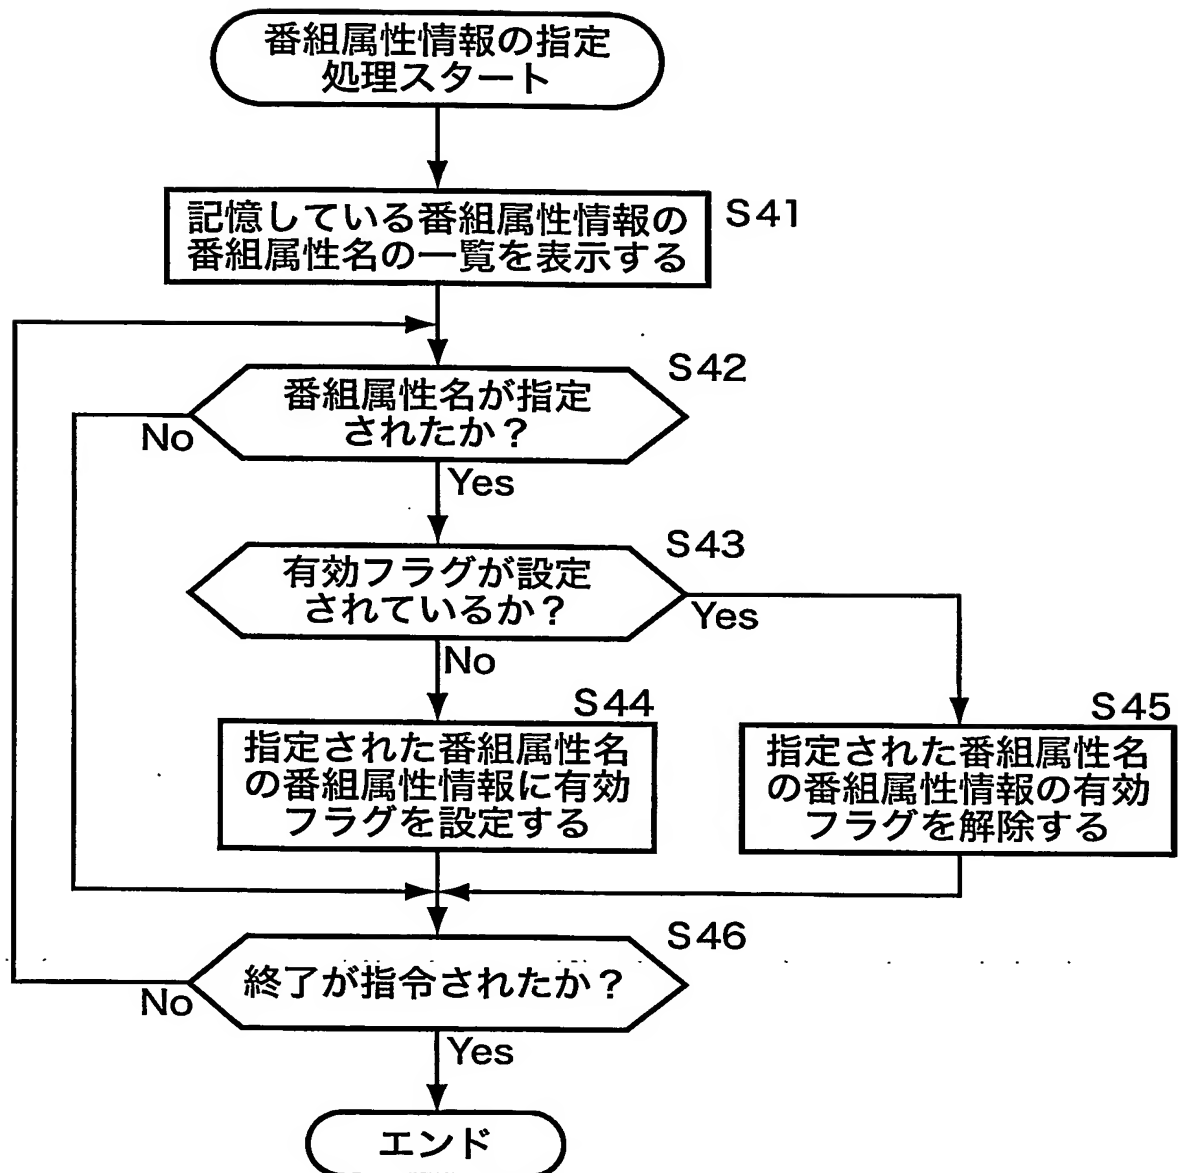 番組属性情報の指定
処理スタート
S41
記憶している番組属性情報の
番組属性名の一覧を表示する
S42
番組属性名が指定
されたか？
No
Yes
S43
有効フラグが設定
されているか？
Yes
No
S44
指定された番組属性名
の番組属性情報に有効
フラグを設定する
S45
指定された番組属性名
の番組属性情報の有効
フラグを解除する
S46
終了が指令されたか？
No
Yes
エンド